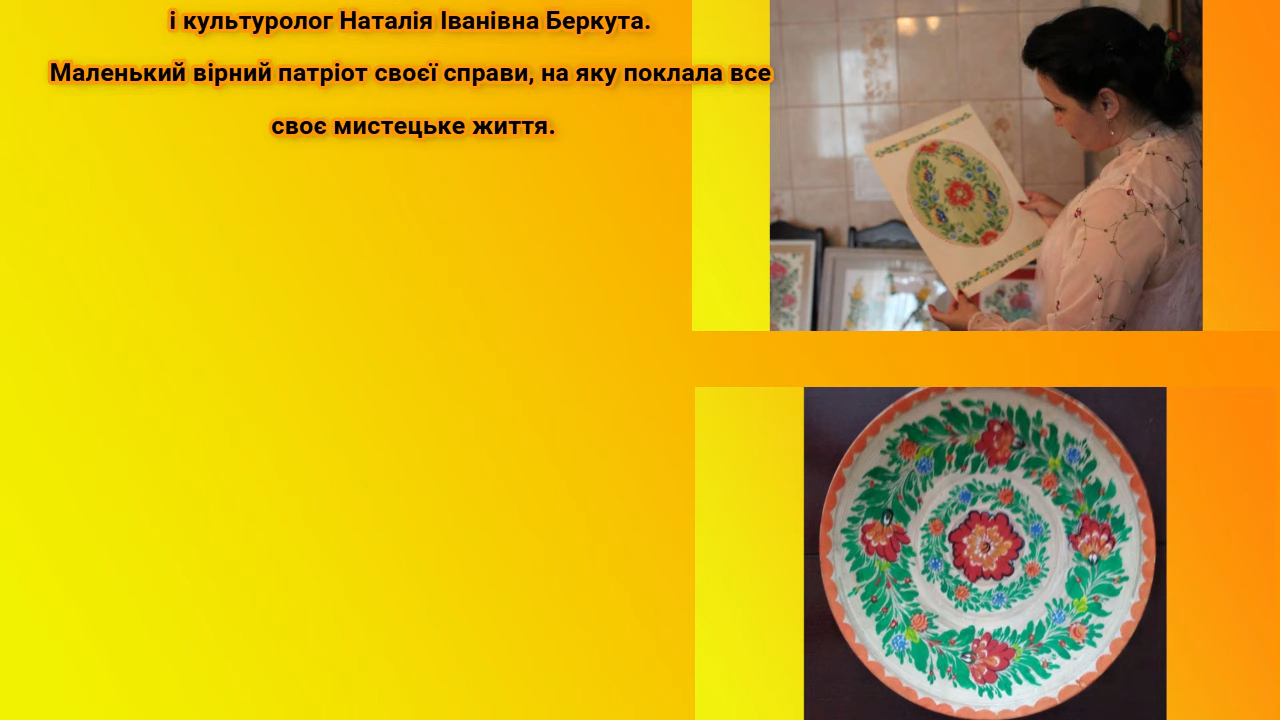 і культуролог Наталія Іванівна Беркута.
Маленький вірний патріот своєї справи, на яку поклала все
своє мистецьке життя.